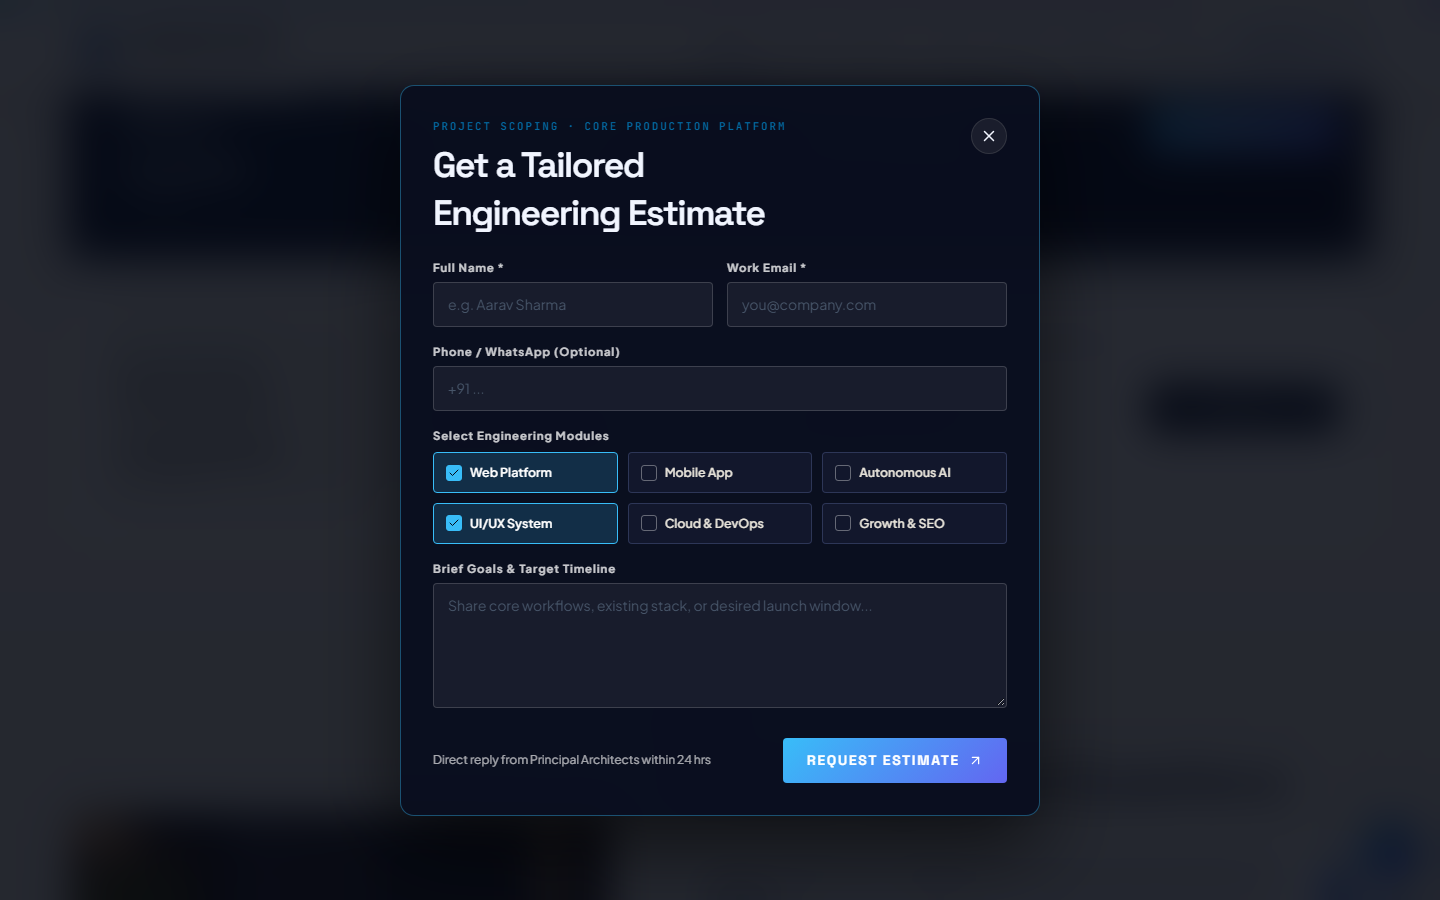 PROJECT SCOPING · CORE PRODUCTION PLATFORM
Get a Tailored
Engineering Estimate
Full Name *
Work Email *
e.g. Aarav Sharma
you@company.com
Phone / WhatsApp (Optional)
+91 ...
Select Engineering Modules
Web Platform
Mobile App
Autonomous AI
UI/UX System
Cloud & DevOps
Growth & SEO
Brief Goals & Target Timeline
Share core workflows, existing stack, or desired launch window...
Direct reply from Principal Architects within 24 hrs
REQUEST ESTIMATE